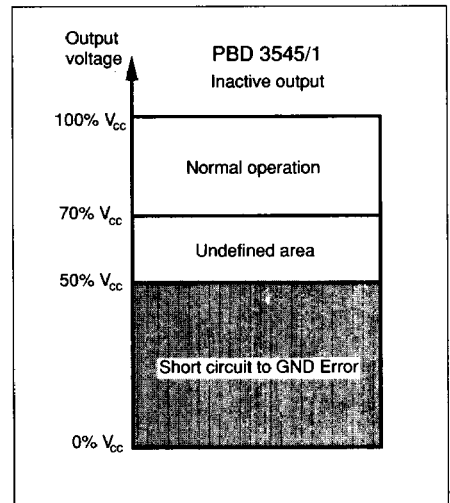 Output
voltage
PBD 3545/1
Inactive output
100% Vcc
Normal operation
70% Vcc
Undefined area
50% Vcc
Short circuit to GND Error
0% Vcc